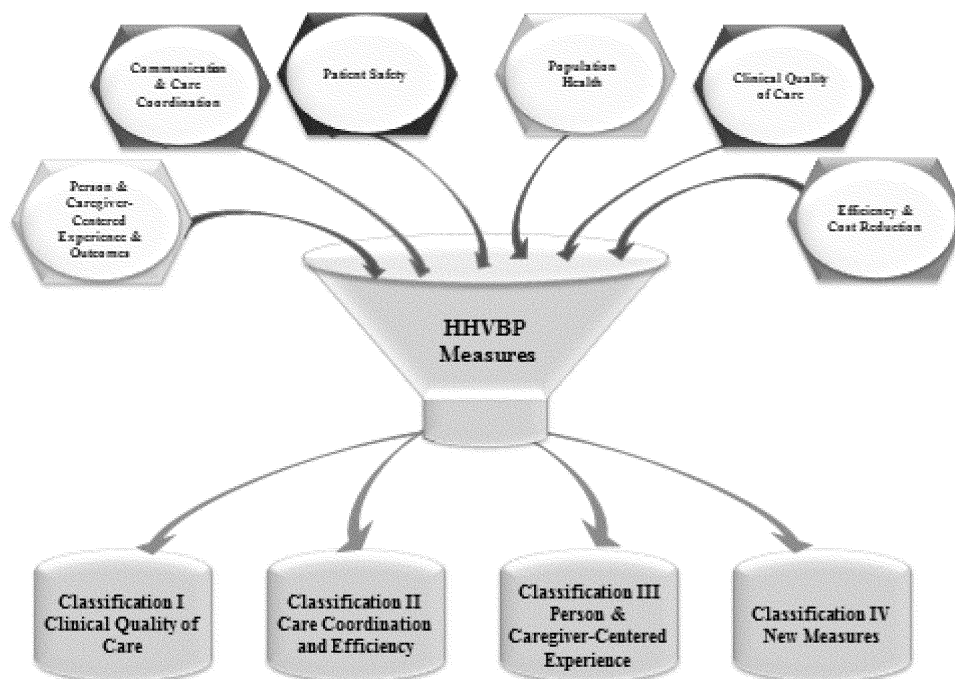 Communication
& Care
Coordination
Patient Safety
Population
Health
Clinical Quality
of Care
Person &
Caregiver-
Centered
Experience &
Outcomes
Efficiency &
Cost Reduction
HHVBP
Measures
Classification I
Clinical Quality of
Care
Classification II
Care Coordination
and Efficiency
Classification III
Person &
Caregiver-Centered
Experience
Classification IV
New Measures